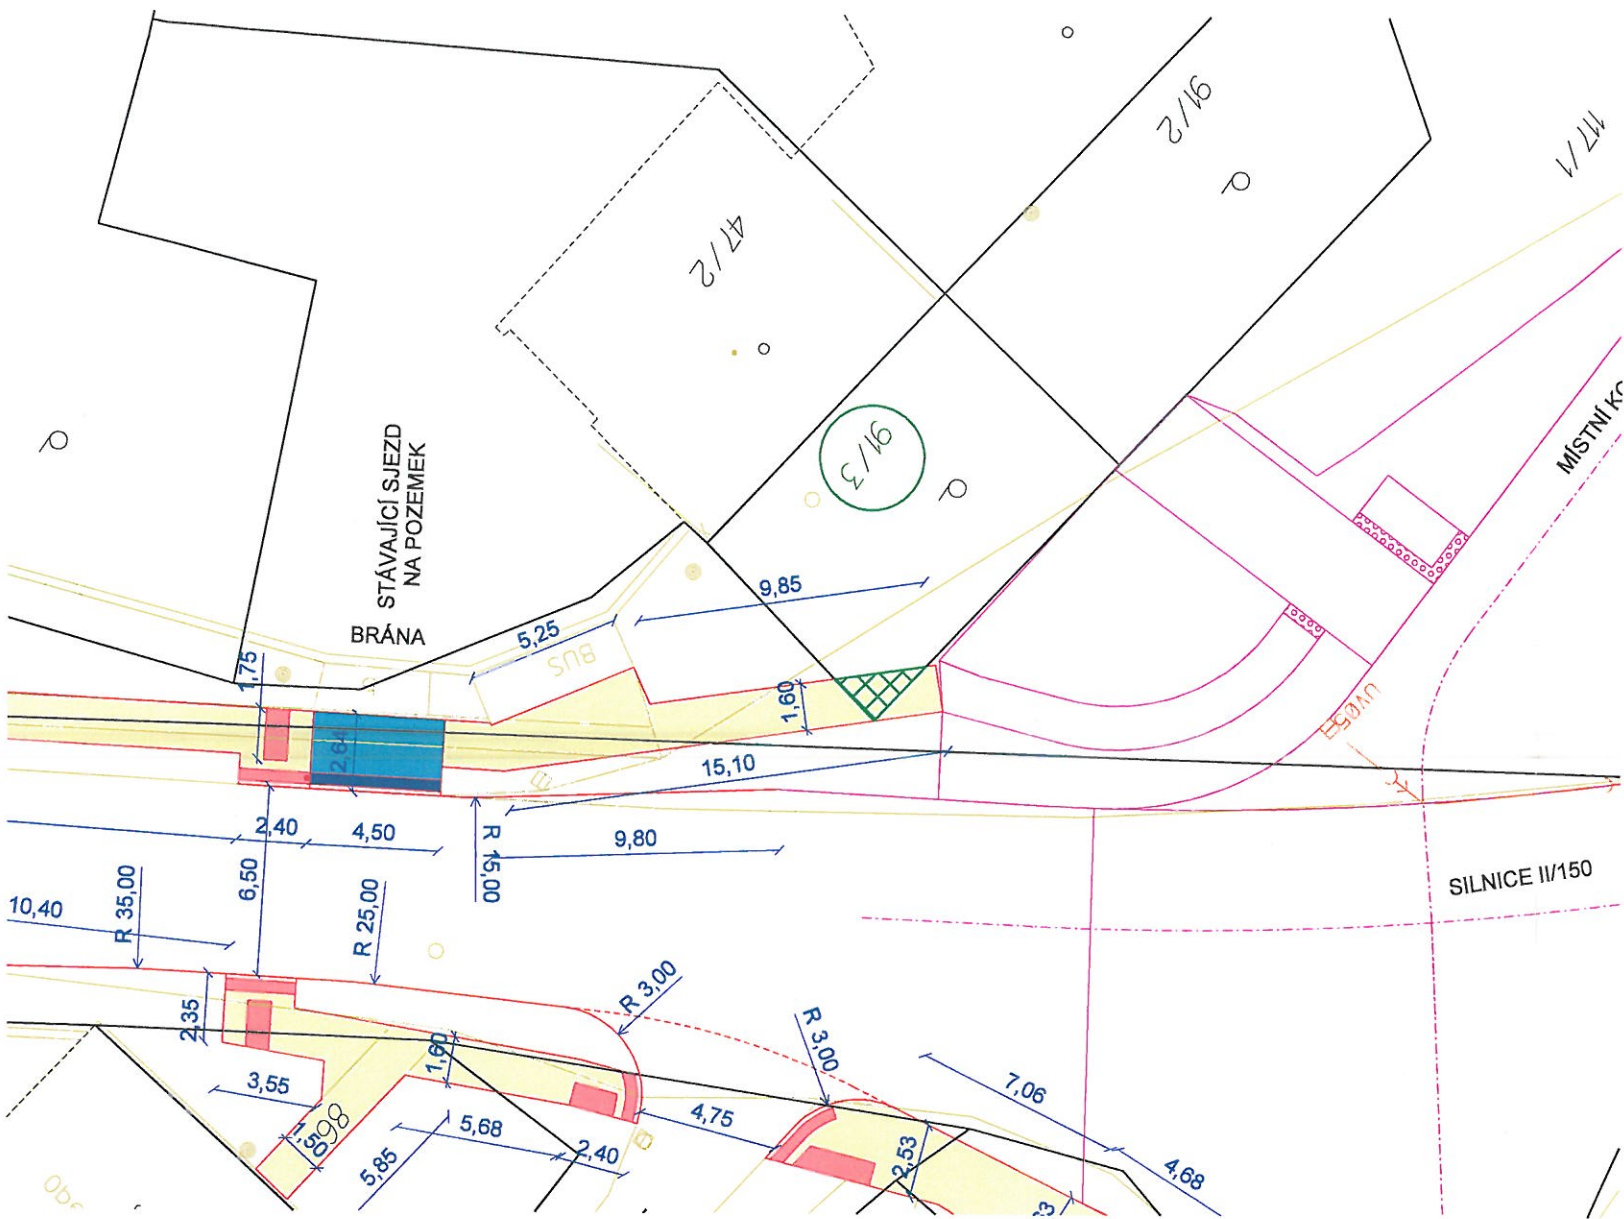 91/2
117/1
47/2
91/3
MÍSTNÍ
STÁVAJÍCÍ SJEZD
NA POZEMEK
BRÁNA
9,85
5,25
BUS
1,75
1,60
2,64
15,10
UV05
2,40
4,50
9,80
R 15,00
6,50
SILNICE II/150
10,40
R 35,00
R 25,00
R 3,00
2,35
R 3,00
1,60
7,06
3,55
4,75
5,68
98
1,50
2,40
2,53
5,85
4,68